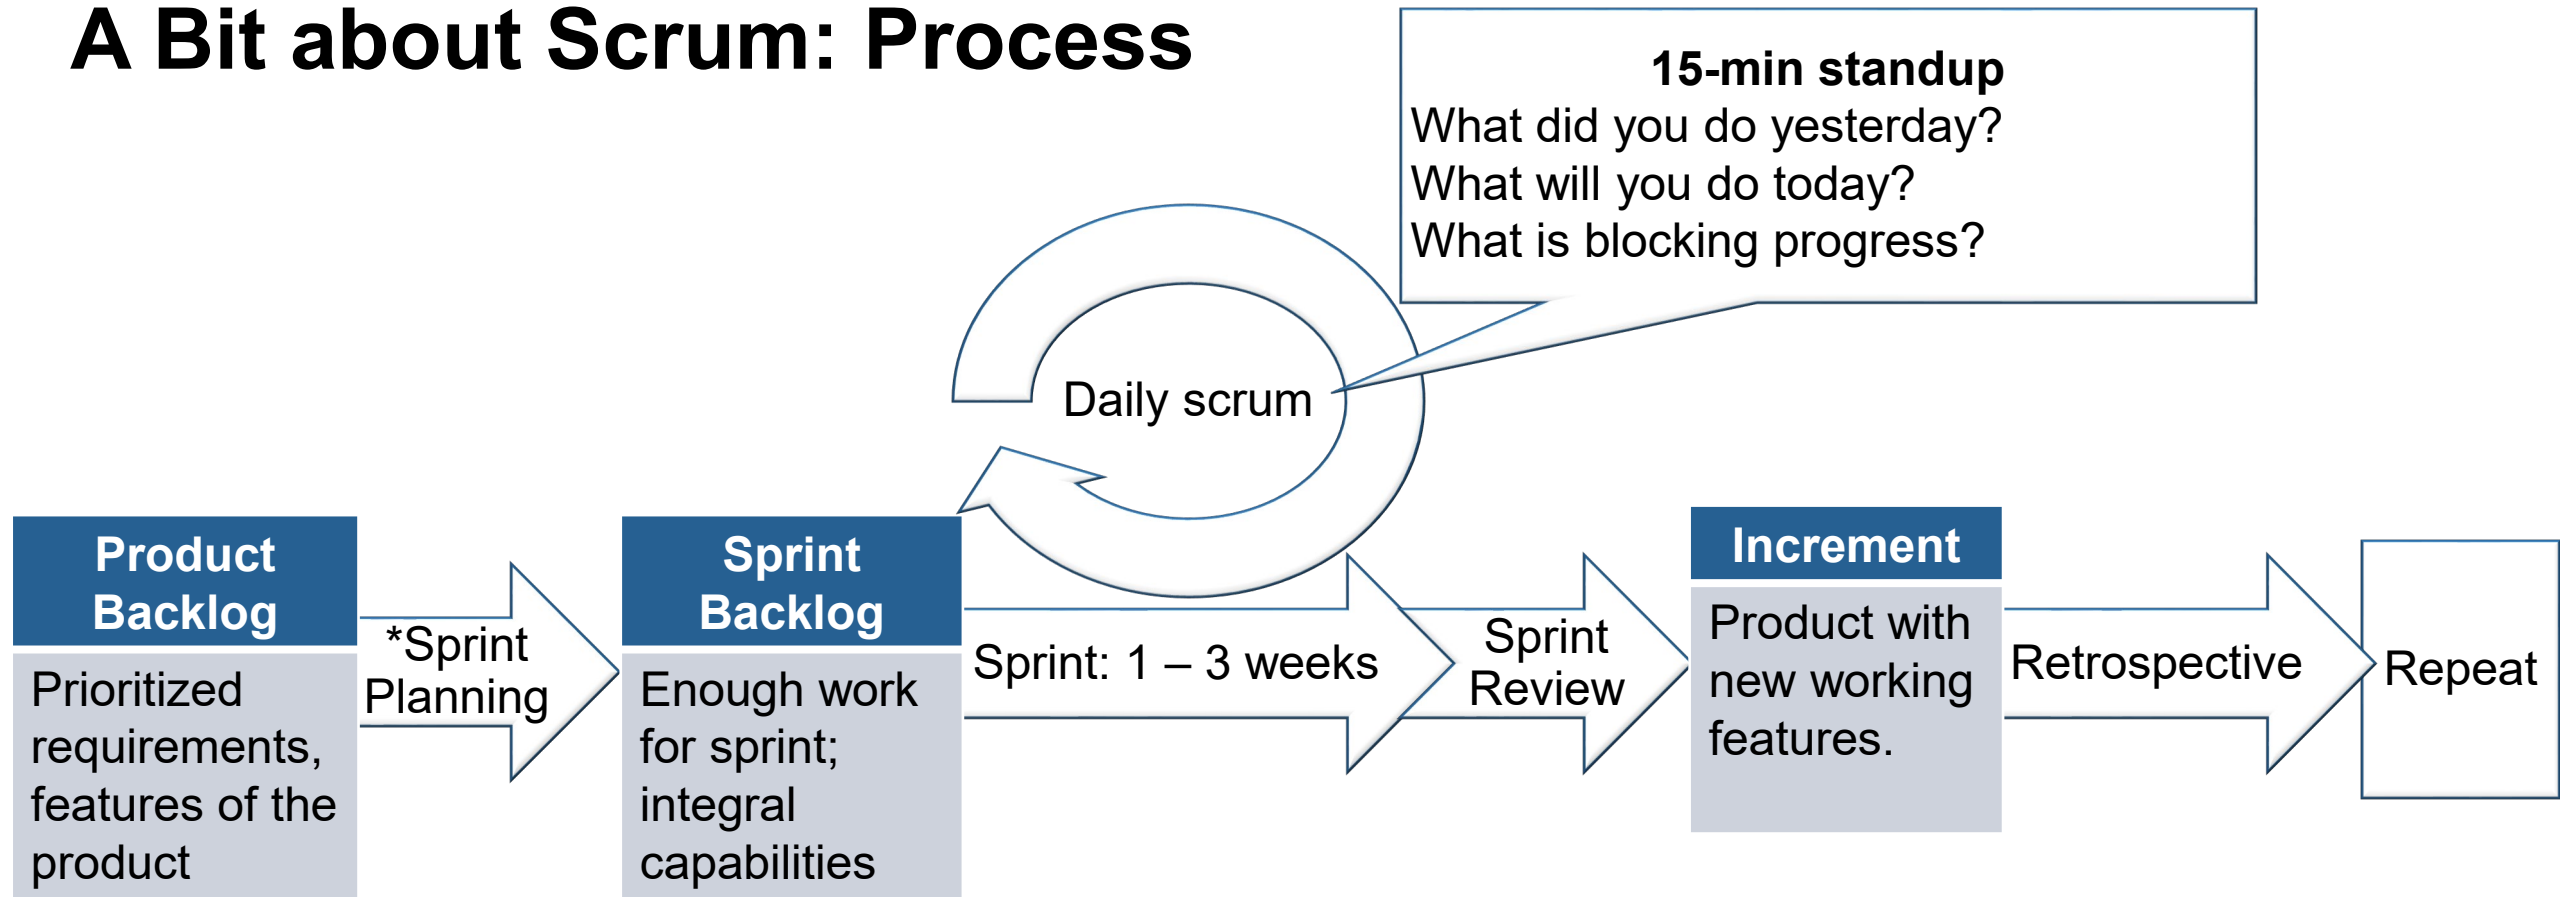 A Bit about Scrum: Process
15-min standup
What did you do yesterday?
What will you do today?
What is blocking progress?
Daily scrum
Product
Backlog
Prioritized
requirements,
features of the
product
*Sprint
Planning
Sprint
Backlog
Enough work
for sprint;
integral
capabilities
Sprint: 1 – 3 weeks
Sprint
Review
Increment
Product with
new working
features.
Retrospective
Repeat